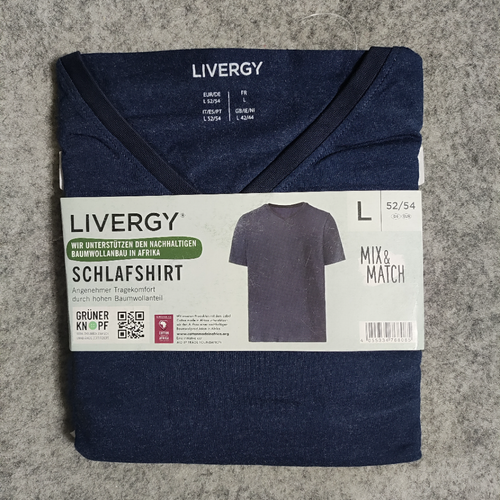 LIVERGY
EUR/DE
L 52/54
FR
L
IT/ES/PT
L 52/54
GB/IE/NI
L 42/44
LIVERGY®
WIR UNTERSTÜTZEN DEN NACHHALTIGEN
BAUMWOLLANBAU IN AFRIKA
SCHLAFSHIRT
Angenehmer Tragekomfort
durch hohen Baumwollanteil
GRÜNER
KNOPF
L
52/54
MIX &
MATCH